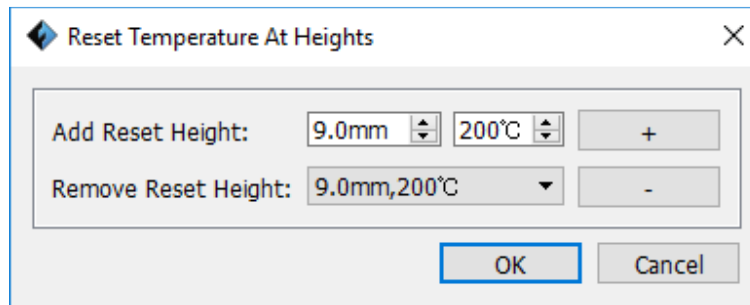 Reset Temperature At Heights
Add Reset Height: 9.0mm 200℃ +
Remove Reset Height: 9.0mm,200℃ -
OK Cancel